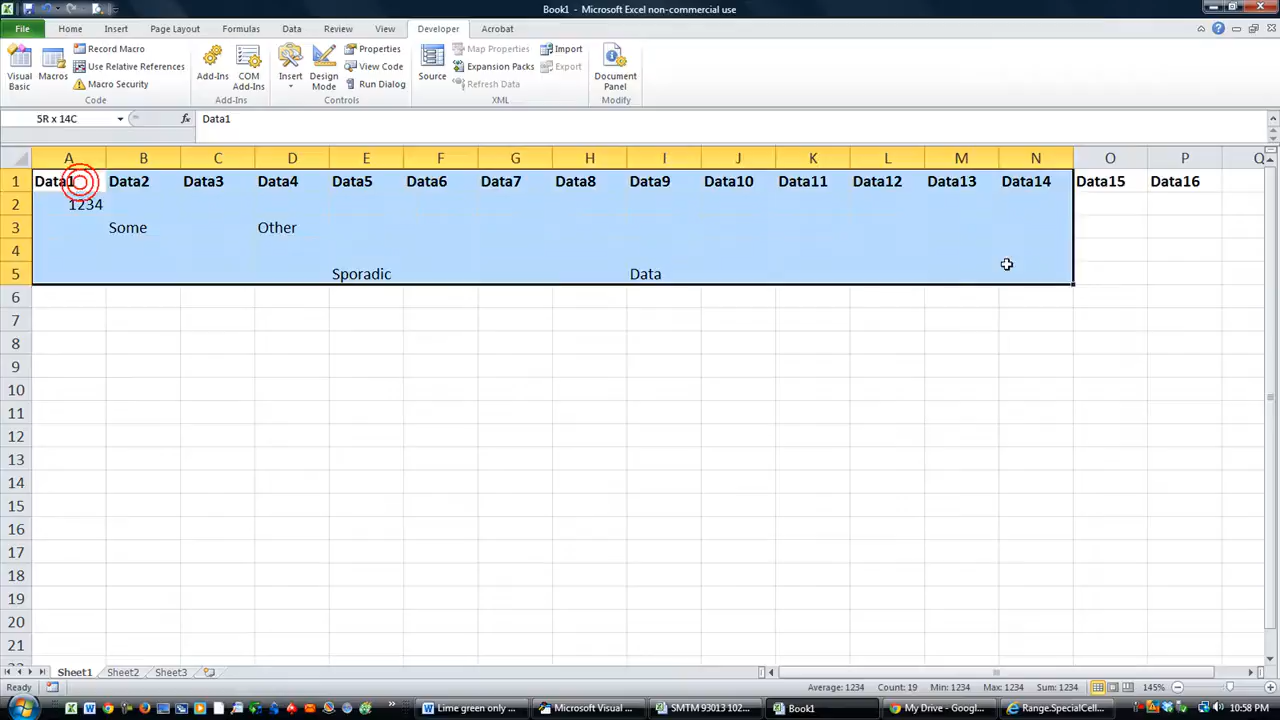 Book1 - Microsoft Excel non-commercial use
File Home Insert Page Layout Formulas Data Review View Developer Acrobat
Visual Basic
Macros
Record Macro
Use Relative References
Macro Security
Code
Add-Ins
COM Add-Ins
Add-Ins
Insert
Design Mode
Properties
View Code
Run Dialog
Controls
Source
Map Properties
Expansion Packs
Refresh Data
Import
Export
XML
Document Panel
Modify
5R x 14C fx Data1
A B C D E F G H I J K L M N O P Q
1 Data1 Data2 Data3 Data4 Data5 Data6 Data7 Data8 Data9 Data10 Data11 Data12 Data13 Data14 Data15 Data16
2 1234
3 Some Other
4
5 Sporadic Data
6
7
8
9
10
11
12
13
14
15
16
17
18
19
20
21
Sheet1 Sheet2 Sheet3
Ready Average: 1234 Count: 19 Min: 1234 Max: 1234 Sum: 1234 145%
Lime green only ... Microsoft Visual ... SMTM 93013 102... Book1 My Drive - Googl... Range.SpecialCell... 10:58 PM